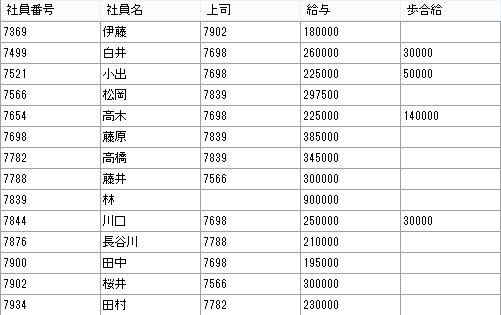 社員番号 社員名 上司 給与 歩合給
7369 伊藤 7902 180000
7499 白井 7698 260000 30000
7521 小出 7698 225000 50000
7566 松岡 7839 297500
7654 高木 7698 225000 140000
7698 藤原 7839 385000
7782 高橋 7839 345000
7788 藤井 7566 300000
7839 林 900000
7844 川口 7698 250000 30000
7876 長谷川 7788 210000
7900 田中 7698 195000
7902 桜井 7566 300000
7934 田村 7782 230000